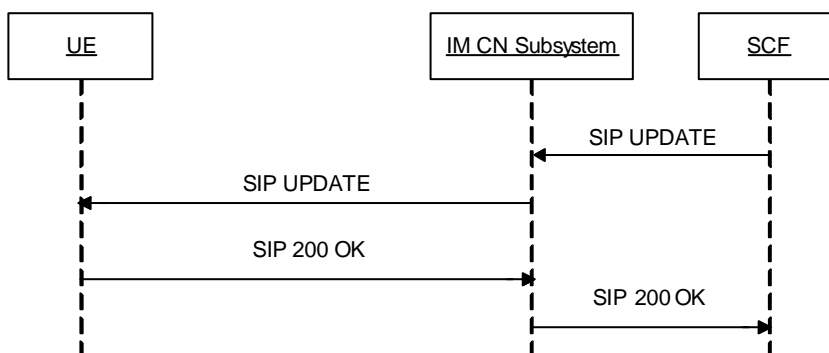 UE
IM CN Subsystem
SCF
SIP UPDATE
SIP UPDATE
SIP 200 OK
SIP 200 OK